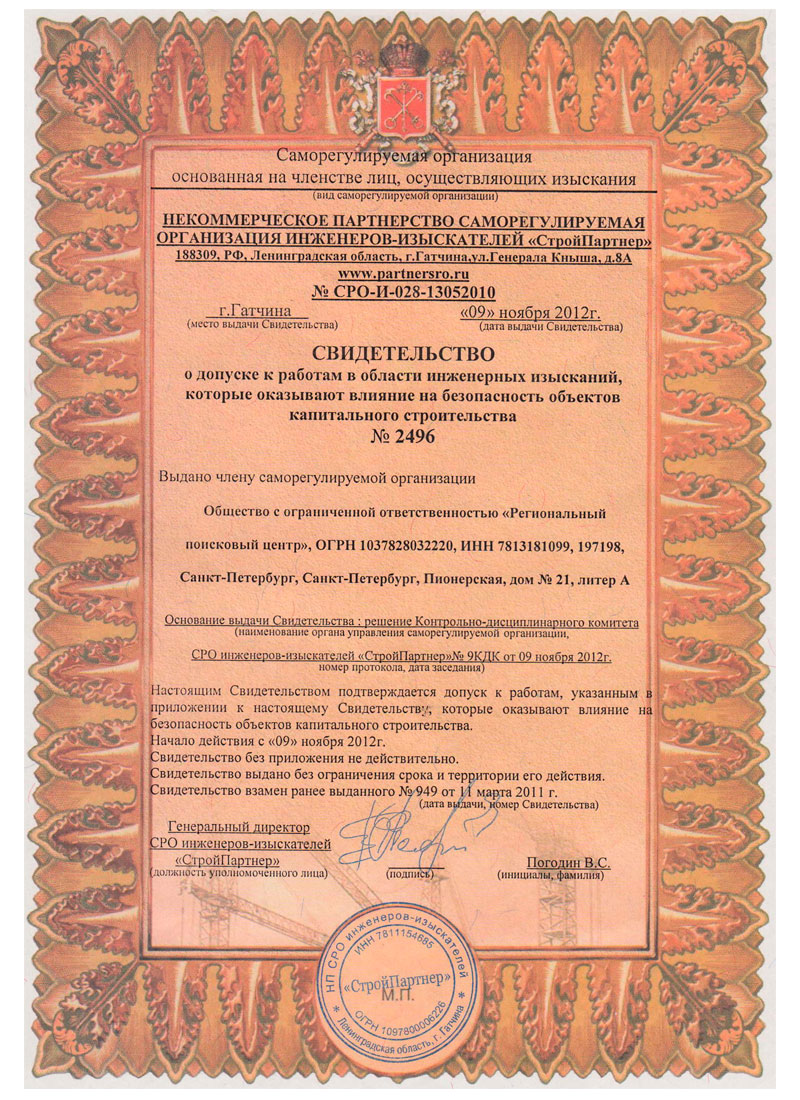 Саморегулируемая организация
основанная на членстве лиц, осуществляющих изыскания
(вид саморегулируемой организации)
НЕКОММЕРЧЕСКОЕ ПАРТНЕРСТВО САМОРЕГУЛИРУЕМАЯ
ОРГАНИЗАЦИЯ ИНЖЕНЕРОВ-ИЗЫСКАТЕЛЕЙ «СтройПартнер»
188309, РФ, Ленинградская область, г.Гатчина,ул.Генерала Кныша, д.8А
www.partnersro.ru
№ СРО-И-028-13052010
г.Гатчина «09» ноября 2012г.
(место выдачи Свидетельства) (дата выдачи Свидетельства)
СВИДЕТЕЛЬСТВО
о допуске к работам в области инженерных изысканий,
которые оказывают влияние на безопасность объектов
капитального строительства
№ 2496
Выдано члену саморегулируемой организации
Общество с ограниченной ответственностью «Региональный
поисковый центр», ОГРН 1037828032220, ИНН 7813181099, 197198,
Санкт-Петербург, Санкт-Петербург, Пионерская, дом № 21, литер А
Основание выдачи Свидетельства : решение Контрольно-дисциплинарного комитета
(наименование органа управления саморегулируемой организации,
СРО инженеров-изыскателей «СтройПартнер»№ 9КДК от 09 ноября 2012г.
номер протокола, дата заседания)
Настоящим Свидетельством подтверждается допуск к работам, указанным в
приложении к настоящему Свидетельству, которые оказывают влияние на
безопасность объектов капитального строительства.
Начало действия с «09» ноября 2012г.
Свидетельство без приложения не действительно.
Свидетельство выдано без ограничения срока и территории его действия.
Свидетельство взамен ранее выданного №949 от 11 марта 2011 г.
(дата выдачи, номер Свидетельства)
Генеральный директор
СРО инженеров-изыскателей
«СтройПартнер» Погодин В.С.
(должность уполномоченного лица) (подпись) (инициалы, фамилия)
НП СРО инженеров-изыскателей
ИНН 7811154685
«СтройПартнер»
М.П.
ОГРН 1097800006226
* Ленинградская область, г. Гатчина *